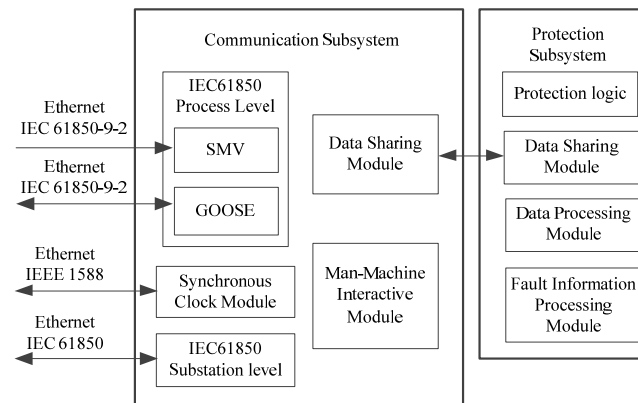 Ethernet
IEC 61850-9-2
Ethernet
IEC 61850-9-2
Ethernet
IEEE 1588
Ethernet
IEC 61850
Communication Subsystem
IEC61850
Process Level
SMV
GOOSE
Synchronous
Clock Module
IEC61850
Substation level
Data Sharing
Module
Man-Machine
Interactive
Module
Protection
Subsystem
Protection logic
Data Sharing
Module
Data Processing
Module
Fault Information
Processing
Module